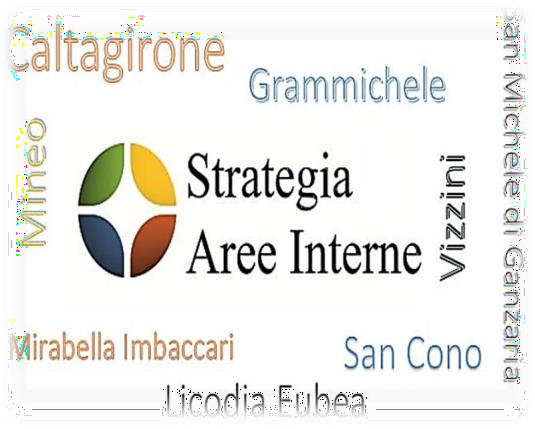 Caltagirone
Grammichele
San Michele di Ganzaria
Mineo
Strategia
Aree Interne
Vizzini
Mirabella Imbaccari
San Cono
Licodia Eubea